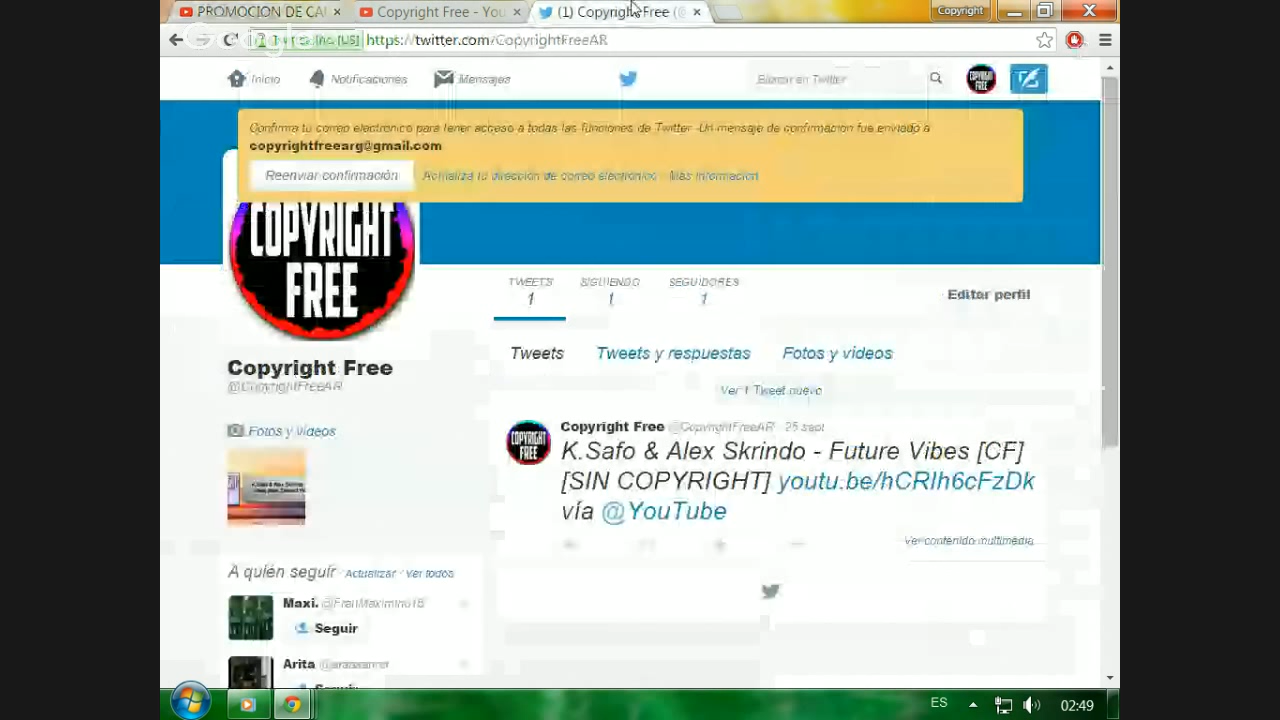 PROMOCION DE CA
Copyright Free - You
(1) Copyright Free (@
Copyright
https://twitter.com/CopyrightFreeAR
Inicio
Notificaciones
Mensajes
Buscar en Twitter
COPYRIGHT FREE
Confirma tu correo electrónico para tener acceso a todas las funciones de Twitter -Un mensaje de confirmación fue enviado a
copyrightfreearg@gmail.com
Reenviar confirmación
Actualiza tu dirección de correo electrónico · Más información
COPYRIGHT
FREE
TWEETS
1
SIGUIENDO
1
SEGUIDORES
1
Editar perfil
Copyright Free
@CopyrightFreeAR
Tweets
Tweets y respuestas
Fotos y videos
Ver 1 Tweet nuevo
Fotos y videos
COPYRIGHT FREE
Copyright Free @CopyrightFreeAR · 25 sept.
K.Safo & Alex Skrindo - Future Vibes [CF]
[SIN COPYRIGHT] youtu.be/hCRIh6cFzDk
vía @YouTube
Ver contenido multimedia
A quién seguir Actualizar · Ver todos
Maxi.
Seguir
Arita
Seguir
ES
02:49